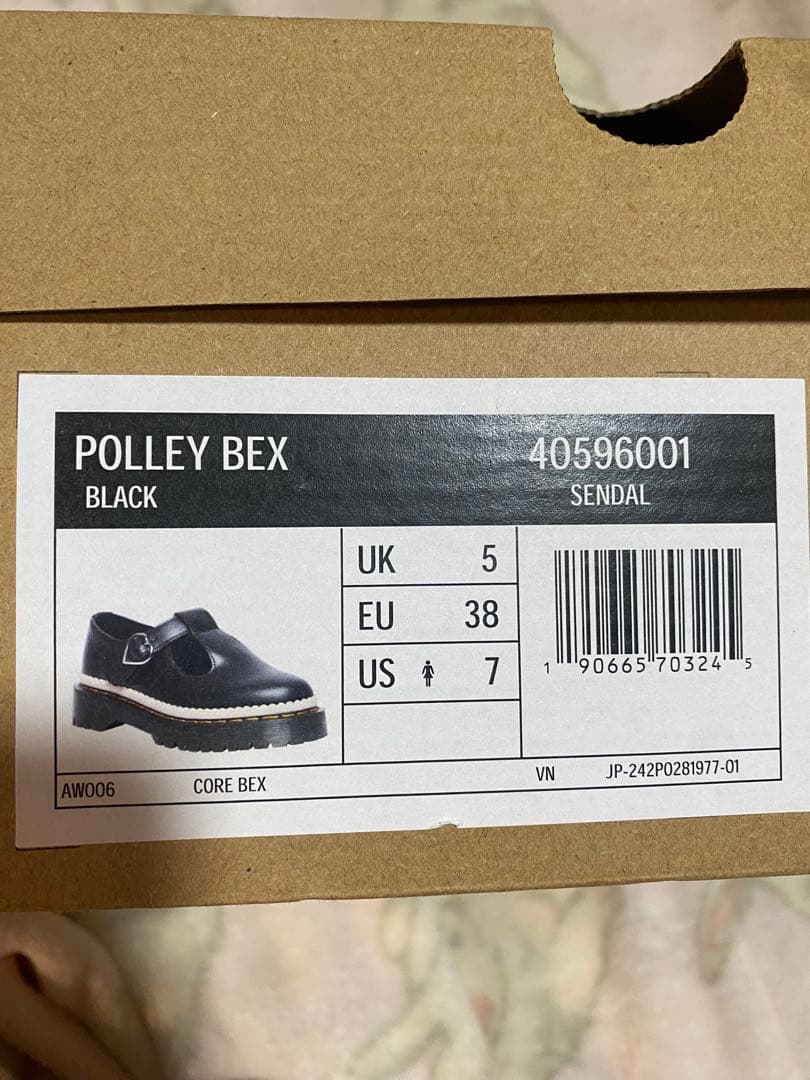 POLLEY BEX
BLACK
40596001
SENDAL
UK 5
EU 38
US 7
1 90665 70324 5
AW006 CORE BEX VN JP-242P0281977-01